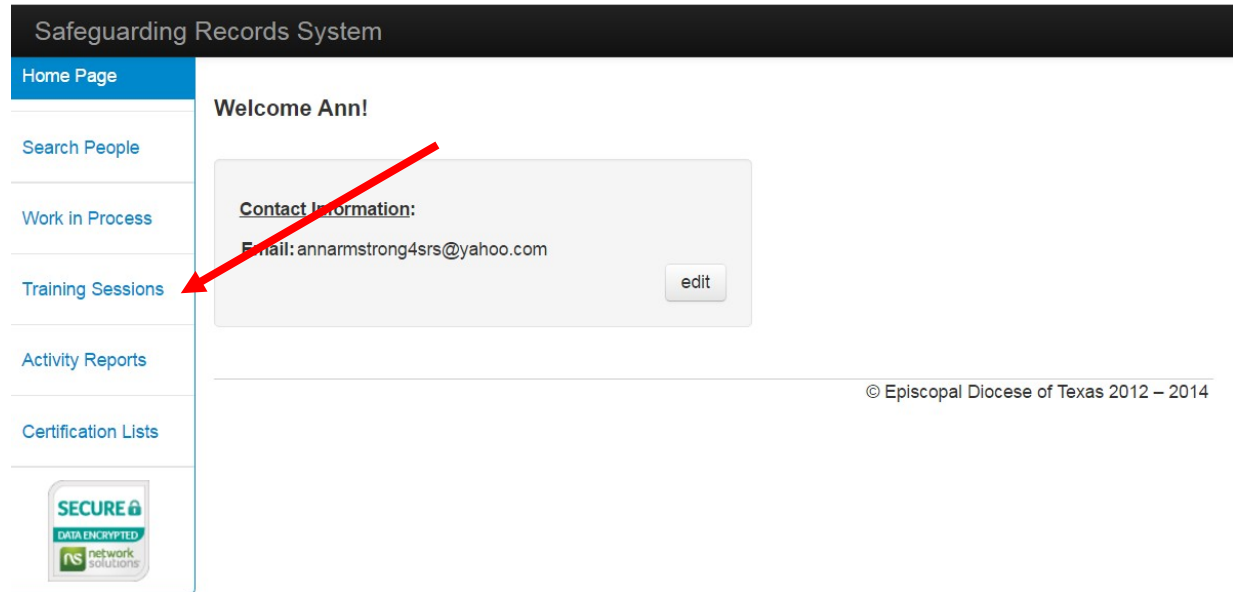 Safeguarding Records System
Home Page
Search People
Work in Process
Training Sessions
Activity Reports
Certification Lists
SECURE
DATA ENCRYPTED
ns network
solutions
Welcome Ann!
Contact Information:
Email: annarmstrong4srs@yahoo.com
edit
© Episcopal Diocese of Texas 2012 – 2014